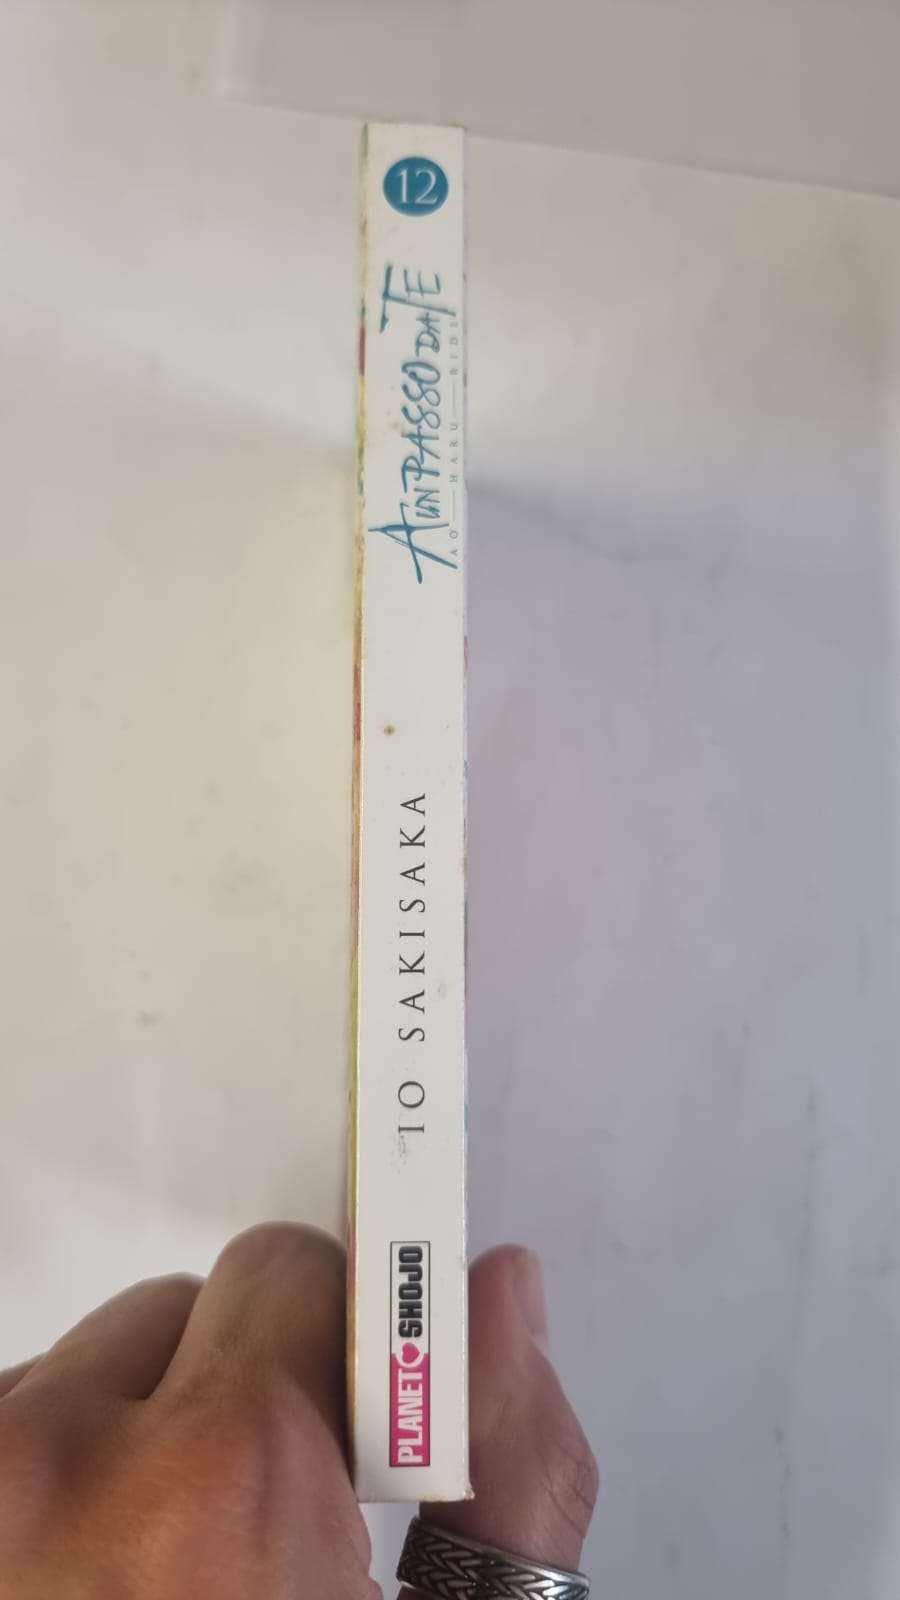 12
A UN PASSO DA TE
AO HARU RIDE
IO SAKISAKA
PLANET SHOJO